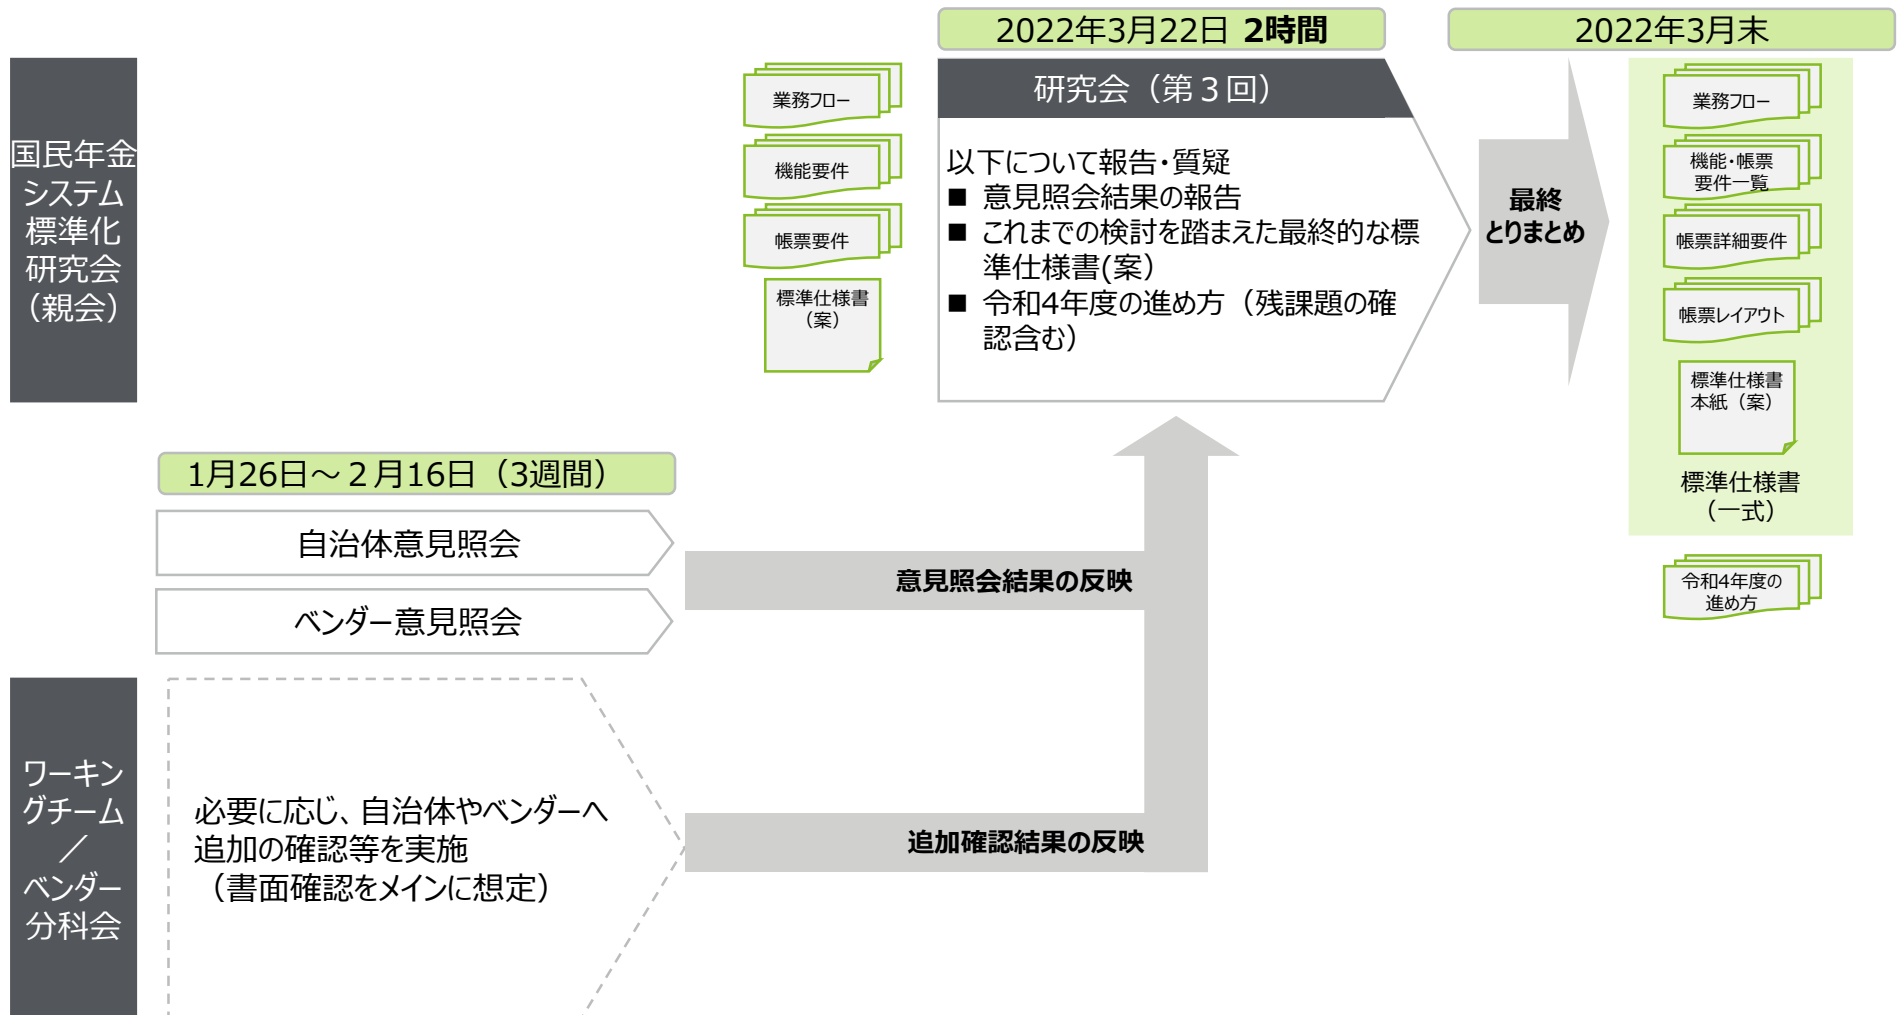 2022年3月22日 2時間
2022年3月末
国民年金
システム
標準化
研究会
（親会）
業務フロー
機能要件
帳票要件
標準仕様書
（案）
研究会（第３回）
以下について報告・質疑
■ 意見照会結果の報告
■ これまでの検討を踏まえた最終的な標
準仕様書(案）
■ 令和4年度の進め方（残課題の確
認含む）
最終
とりまとめ
業務フロー
機能・帳票
要件一覧
帳票詳細要件
帳票レイアウト
標準仕様書
本紙（案）
標準仕様書
（一式）
令和4年度の
進め方
1月26日～２月16日（3週間）
自治体意見照会
ベンダー意見照会
意見照会結果の反映
ワーキン
グチーム
／
ベンダー
分科会
必要に応じ、自治体やベンダーへ
追加の確認等を実施
（書面確認をメインに想定）
追加確認結果の反映